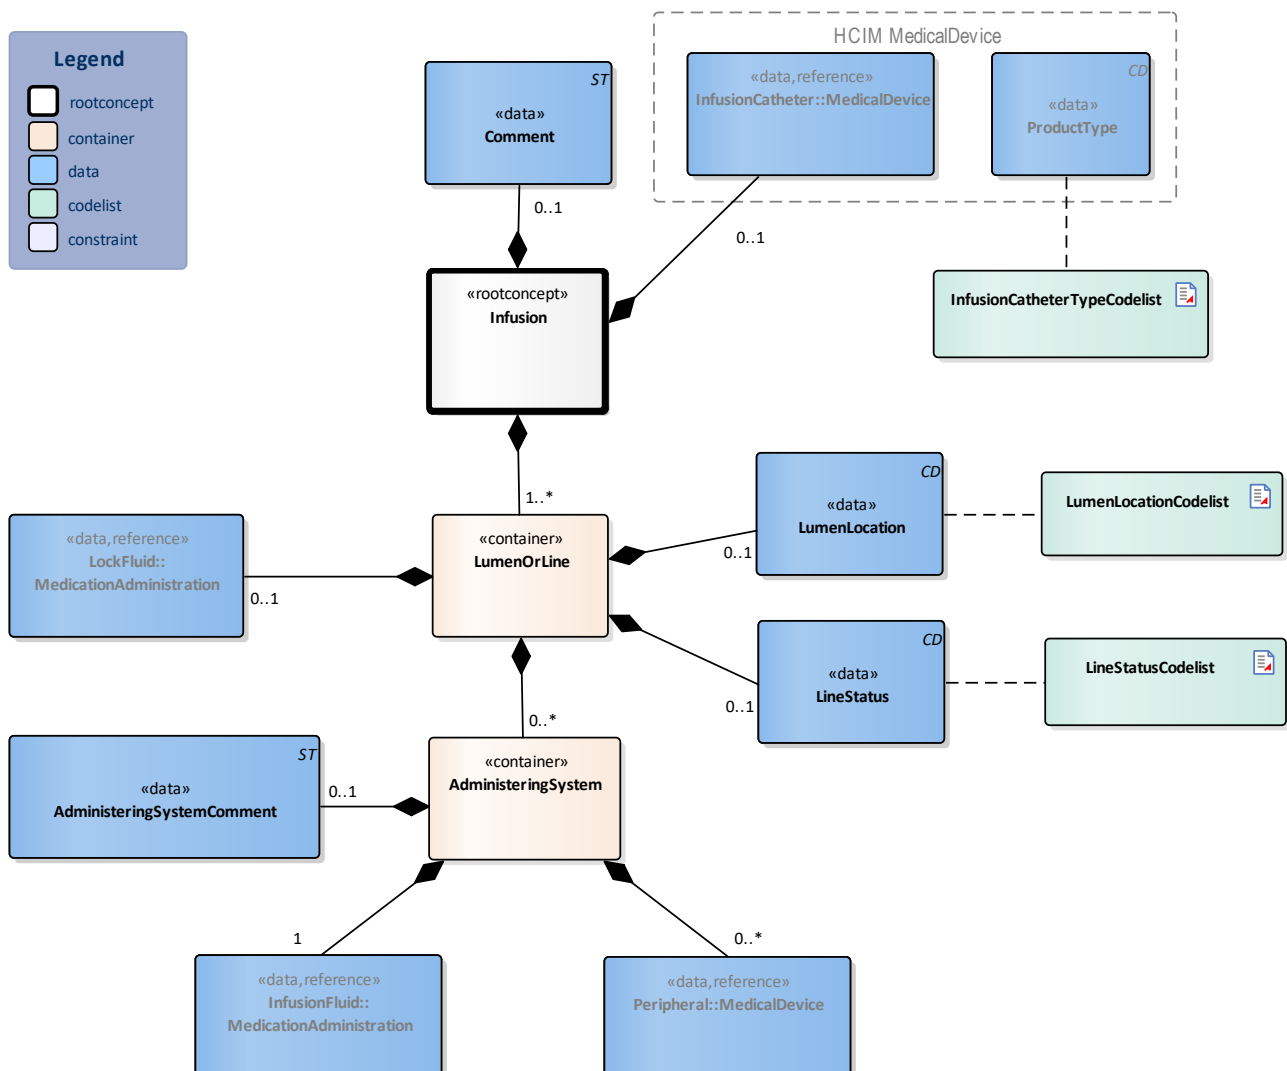 Legend
rootconcept
container
data
codelist
constraint
HCIM MedicalDevice
ST
«data»
Comment
«data,reference»
InfusionCatheter::MedicalDevice
CD
«data»
ProductType
0..1
0..1
«rootconcept»
Infusion
InfusionCatheterTypeCodelist
1..*
«container»
LumenOrLine
CD
«data»
LumenLocation
0..1
LumenLocationCodelist
«data,reference»
LockFluid::
MedicationAdministration
0..1
CD
«data»
LineStatus
0..1
LineStatusCodelist
0..*
«container»
AdministeringSystem
ST
«data»
AdministeringSystemComment
0..1
1
0..*
«data,reference»
InfusionFluid::
MedicationAdministration
«data,reference»
Peripheral::MedicalDevice